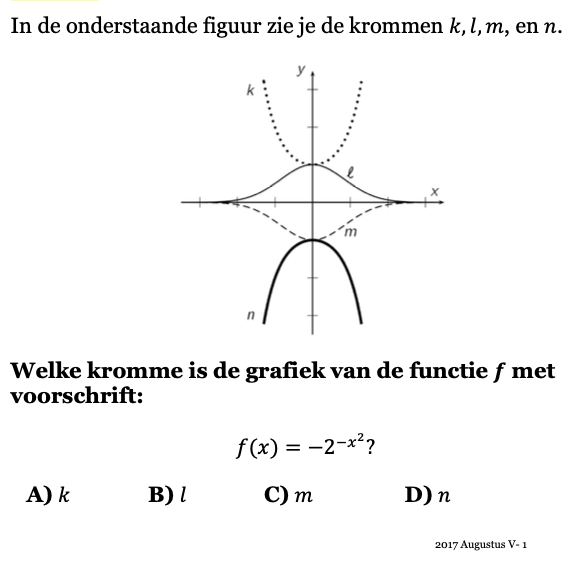 In de onderstaande figuur zie je de krommen k, l, m, en n.
y
k
ℓ
x
m
n
Welke kromme is de grafiek van de functie f met
voorschrift:
f(x) = −2^{−x^2}?
A) k B) l C) m D) n
2017 Augustus V- 1